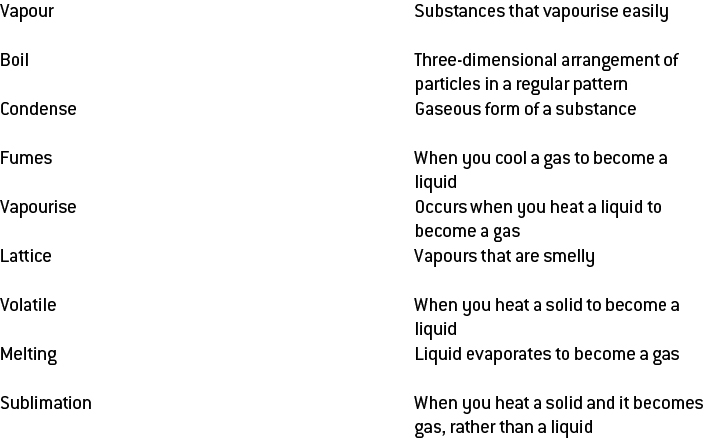 Vapour Substances that vapourise easily
Boil Three-dimensional arrangement of
particles in a regular pattern
Condense Gaseous form of a substance
Fumes When you cool a gas to become a
liquid
Vapourise Occurs when you heat a liquid to
become a gas
Lattice Vapours that are smelly
Volatile When you heat a solid to become a
liquid
Melting Liquid evaporates to become a gas
Sublimation When you heat a solid and it becomes
gas, rather than a liquid